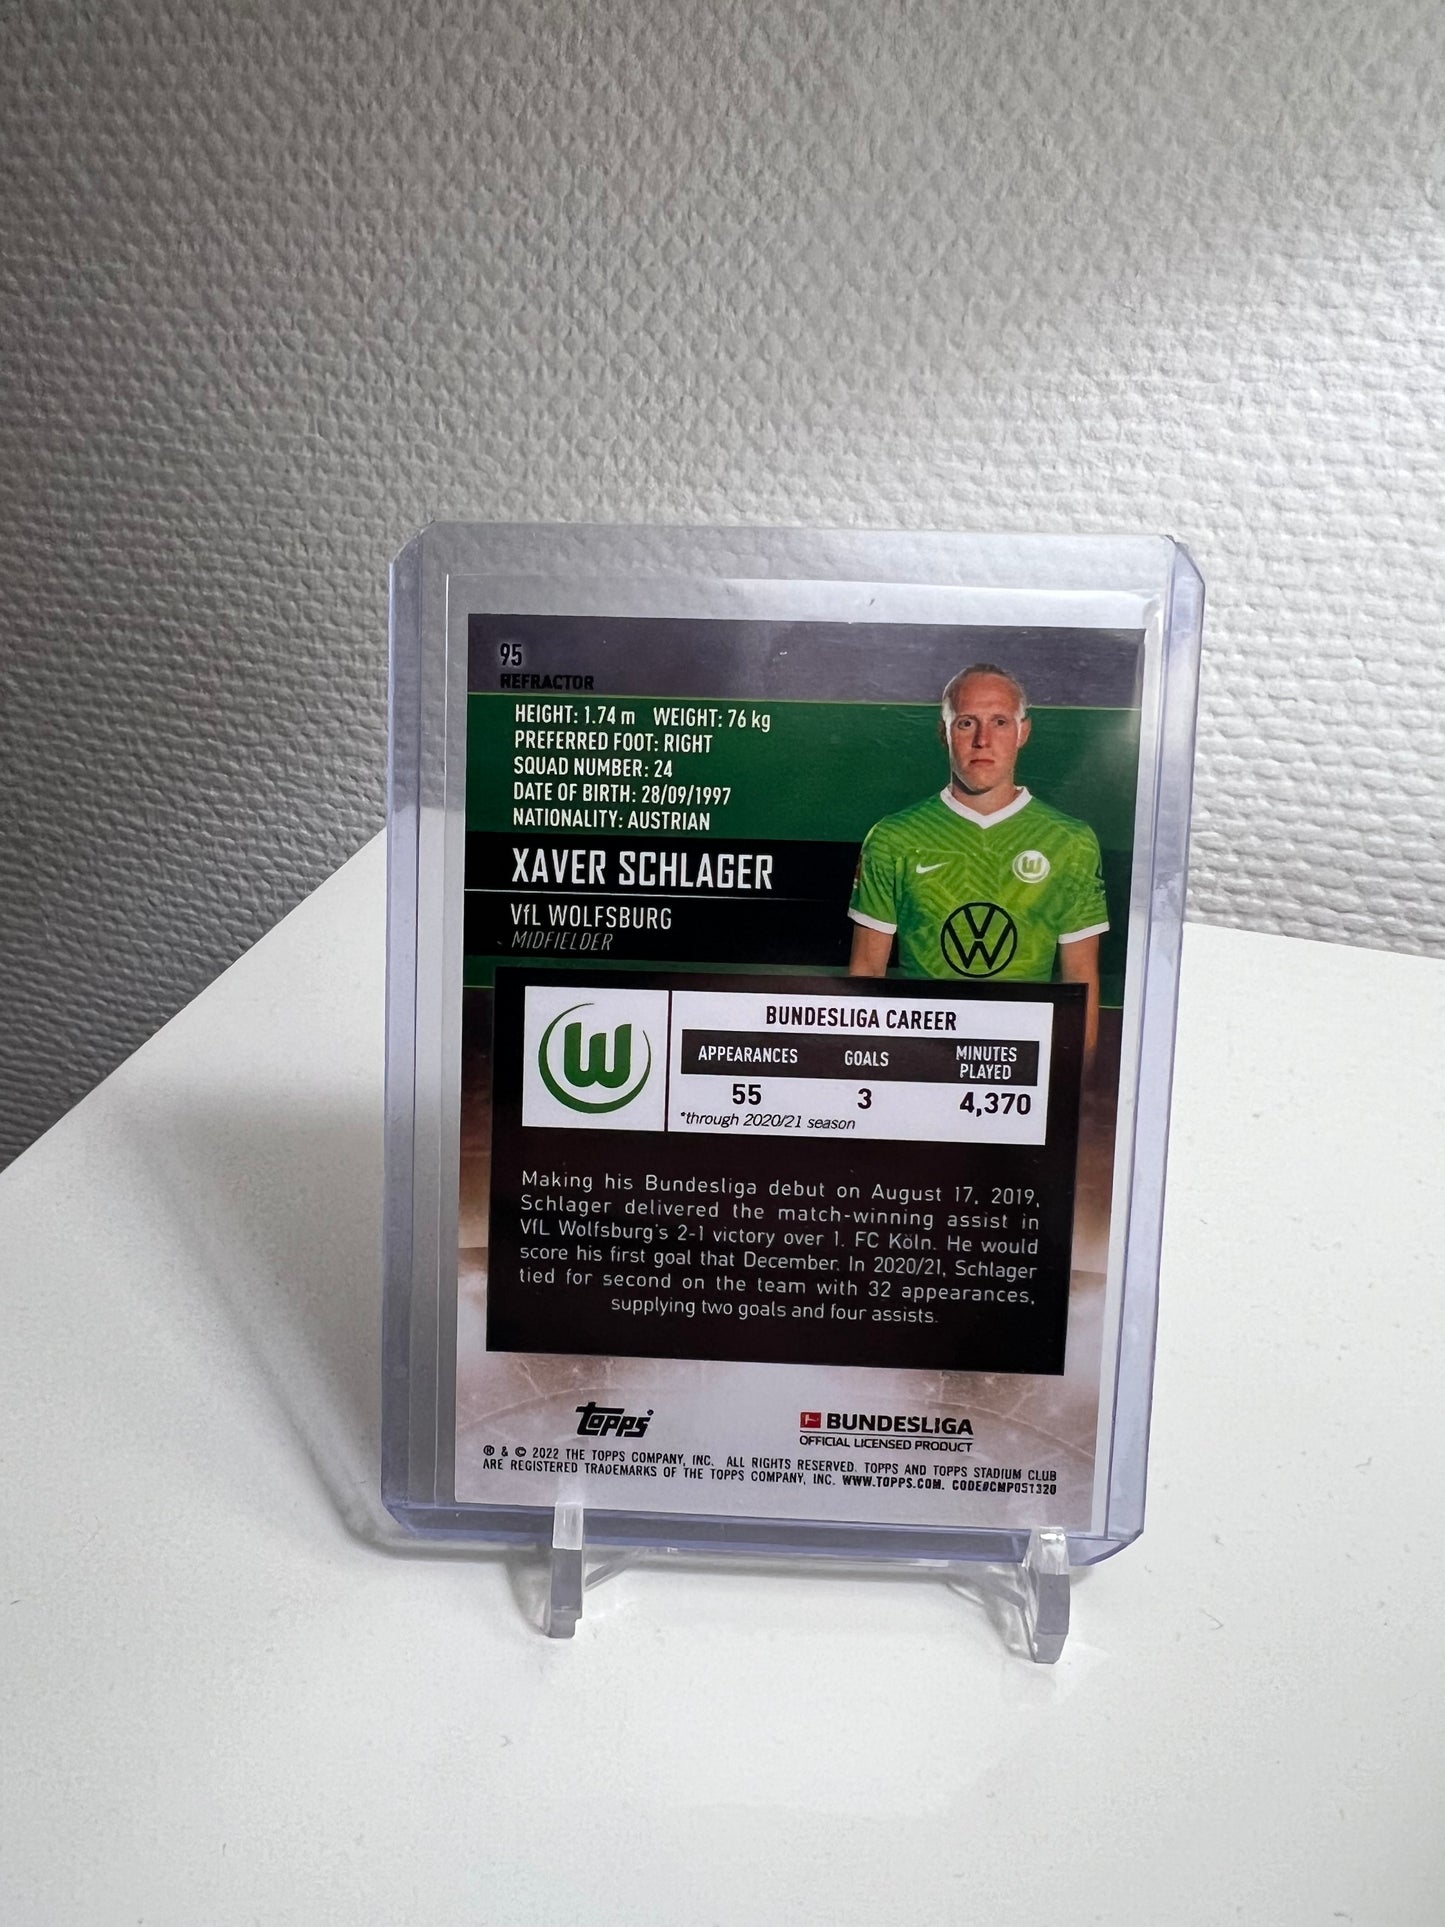 95
REFRACTOR
HEIGHT: 1.74 m WEIGHT: 76 kg
PREFERRED FOOT: RIGHT
SQUAD NUMBER: 24
DATE OF BIRTH: 28/09/1997
NATIONALITY: AUSTRIAN
XAVER SCHLAGER
VfL WOLFSBURG
MIDFIELDER
W
BUNDESLIGA CAREER
APPEARANCES GOALS MINUTES PLAYED
55 3 4,370
*through 2020/21 season
Making his Bundesliga debut on August 17, 2019,
Schlager delivered the match-winning assist in
VfL Wolfsburg's 2-1 victory over 1. FC Köln. He would
score his first goal that December. In 2020/21, Schlager
tied for second on the team with 32 appearances,
supplying two goals and four assists.
topps
BUNDESLIGA
OFFICIAL LICENSED PRODUCT
® & © 2022 THE TOPPS COMPANY, INC. ALL RIGHTS RESERVED. TOPPS AND TOPPS STADIUM CLUB
ARE REGISTERED TRADEMARKS OF THE TOPPS COMPANY, INC. WWW.TOPPS.COM. CODE#CMP051320